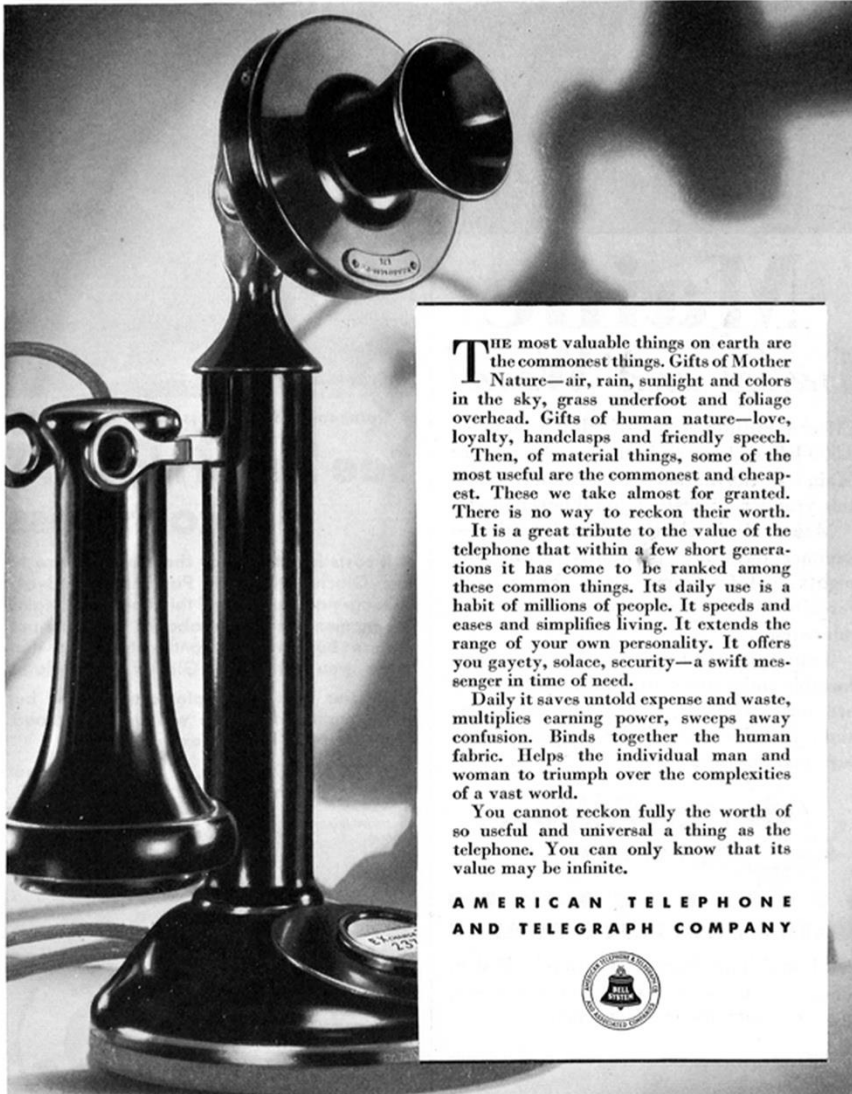 THE most valuable things on earth are
the commonest things. Gifts of Mother
Nature—air, rain, sunlight and colors
in the sky, grass underfoot and foliage
overhead. Gifts of human nature—love,
loyalty, handclasps and friendly speech.
Then, of material things, some of the
most useful are the commonest and cheap-
est. These we take almost for granted.
There is no way to reckon their worth.
It is a great tribute to the value of the
telephone that within a few short genera-
tions it has come to be ranked among
these common things. Its daily use is a
habit of millions of people. It speeds and
eases and simplifies living. It extends the
range of your own personality. It offers
you gayety, solace, security—a swift mes-
senger in time of need.
Daily it saves untold expense and waste,
multiplies earning power, sweeps away
confusion. Binds together the human
fabric. Helps the individual man and
woman to triumph over the complexities
of a vast world.
You cannot reckon fully the worth of
so useful and universal a thing as the
telephone. You can only know that its
value may be infinite.
AMERICAN TELEPHONE
AND TELEGRAPH COMPANY
AMERICAN TELEPHONE & TELEGRAPH CO.
BELL
SYSTEM
AND ASSOCIATED COMPANIES
237